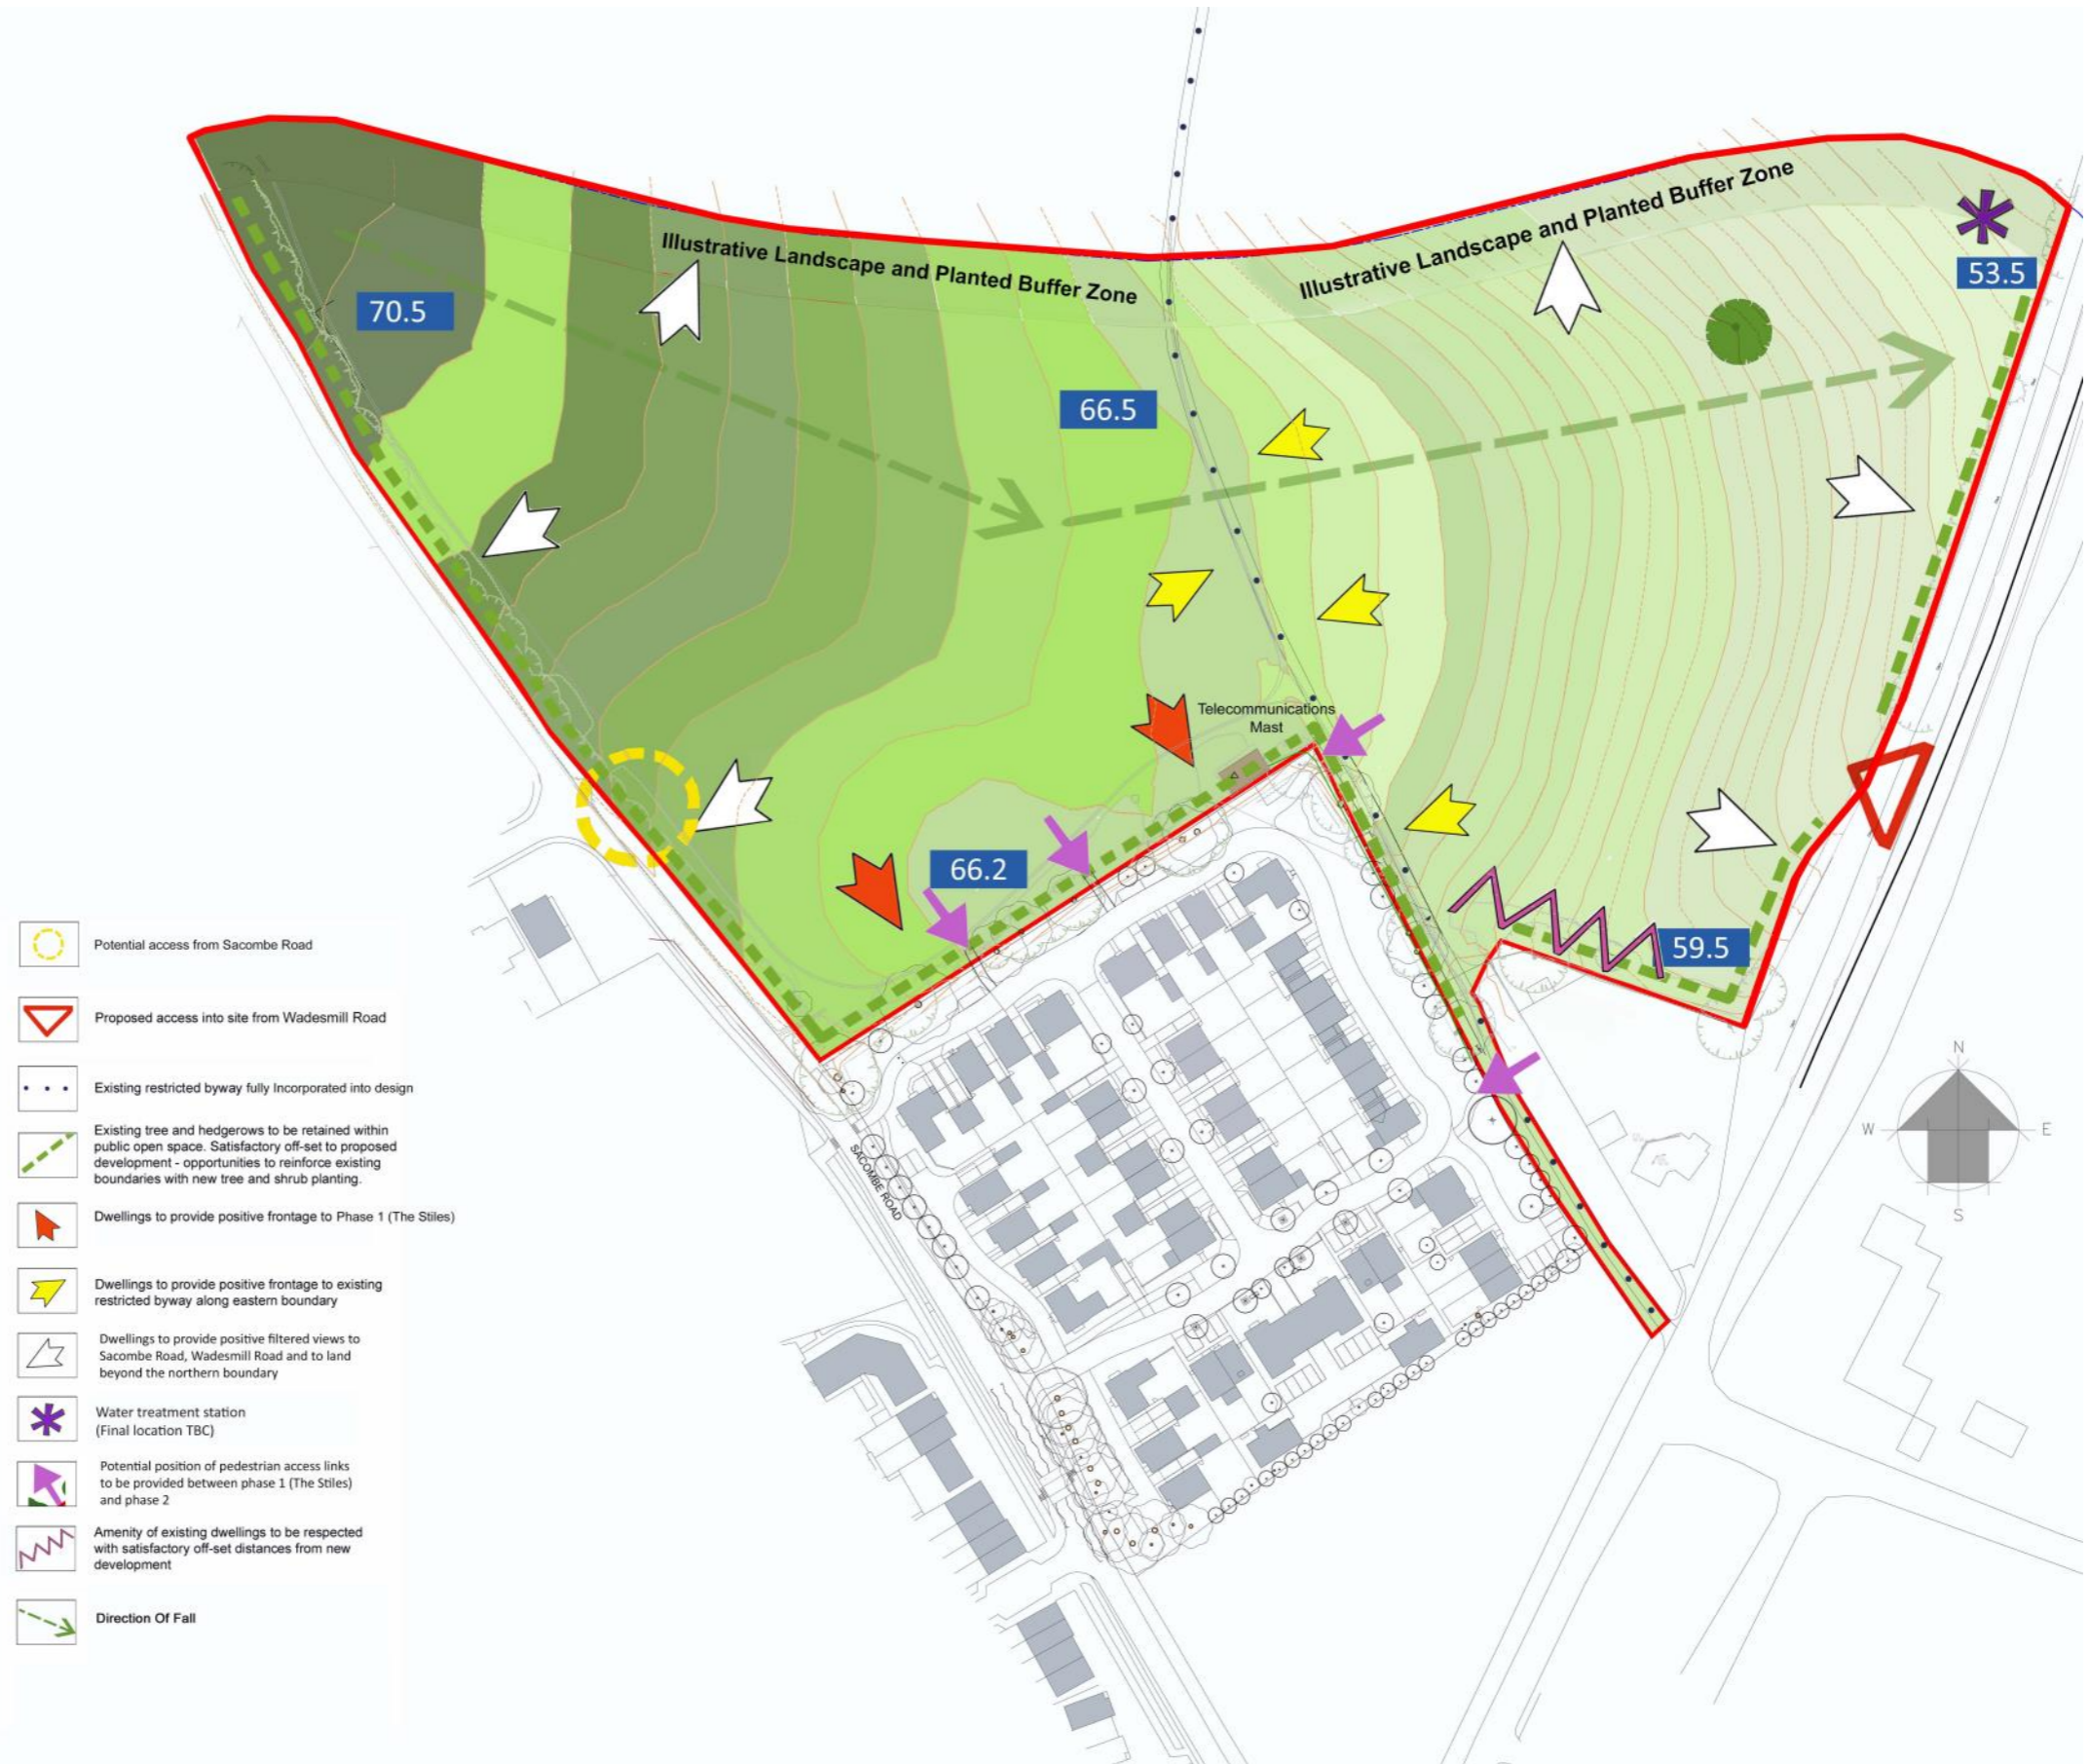 Illustrative Landscape and Planted Buffer Zone
Illustrative Landscape and Planted Buffer Zone
53.5
70.5
66.5
Telecommunications
Mast
66.2
59.5
SACOMBE ROAD
N
W
E
S
Potential access from Sacombe Road
Proposed access into site from Wadesmill Road
Existing restricted byway fully Incorporated into design
Existing tree and hedgerows to be retained within
public open space. Satisfactory off-set to proposed
development - opportunities to reinforce existing
boundaries with new tree and shrub planting.
Dwellings to provide positive frontage to Phase 1 (The Stiles)
Dwellings to provide positive frontage to existing
restricted byway along eastern boundary
Dwellings to provide positive filtered views to
Sacombe Road, Wadesmill Road and to land
beyond the northern boundary
Water treatment station
(Final location TBC)
Potential position of pedestrian access links
to be provided between phase 1 (The Stiles)
and phase 2
Amenity of existing dwellings to be respected
with satisfactory off-set distances from new
development
Direction Of Fall